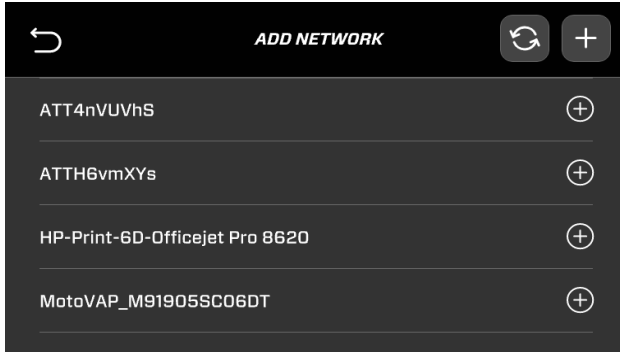 ADD NETWORK
ATT4nVUVhS
ATTH6vmXYs
HP-Print-6D-Officejet Pro 8620
MotoVAP_M91905SC06DT